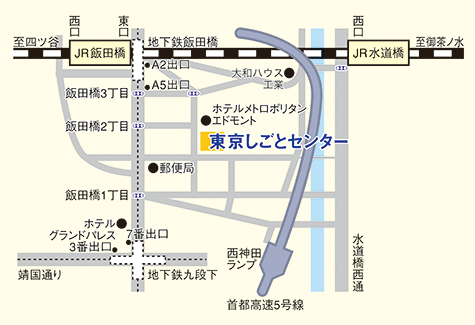 西口
東口
西口
至四ツ谷
JR飯田橋
地下鉄飯田橋
JR水道橋
至御茶ノ水
A2出口
大和ハウス
工業
A5出口
飯田橋3丁目
ホテルメトロポリタン
エドモント
飯田橋2丁目
東京しごとセンター
郵便局
飯田橋1丁目
ホテル
グランドパレス
7番出口
3番出口
西神田
ランプ
水道橋西通
靖国通り
地下鉄九段下
首都高速5号線